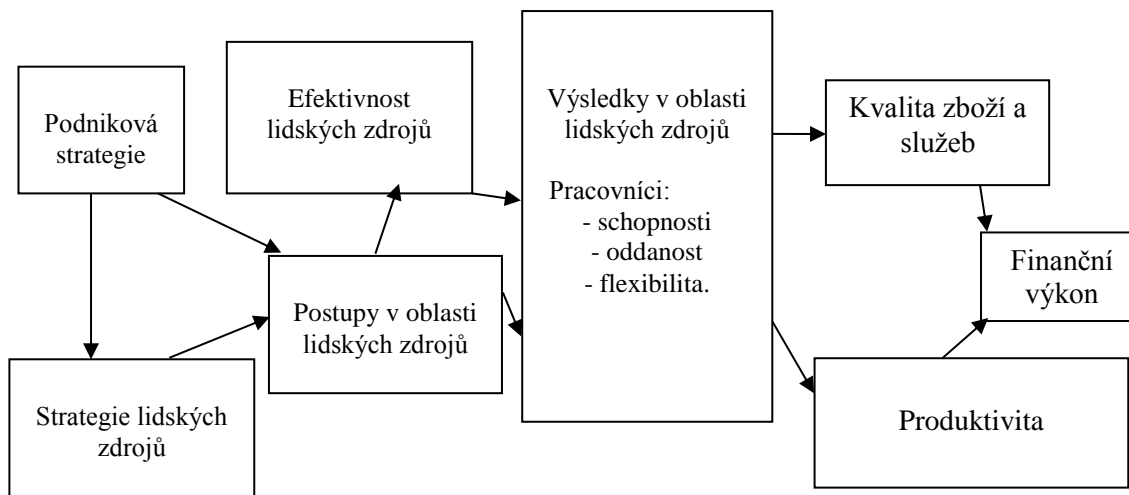 Podniková
strategie
Efektivnost
lidských zdrojů
Výsledky v oblasti
lidských zdrojů
Pracovníci:
- schopnosti
- oddanost
- flexibilita.
Kvalita zboží a
služeb
Postupy v oblasti
lidských zdrojů
Finanční
výkon
Strategie lidských
zdrojů
Produktivita